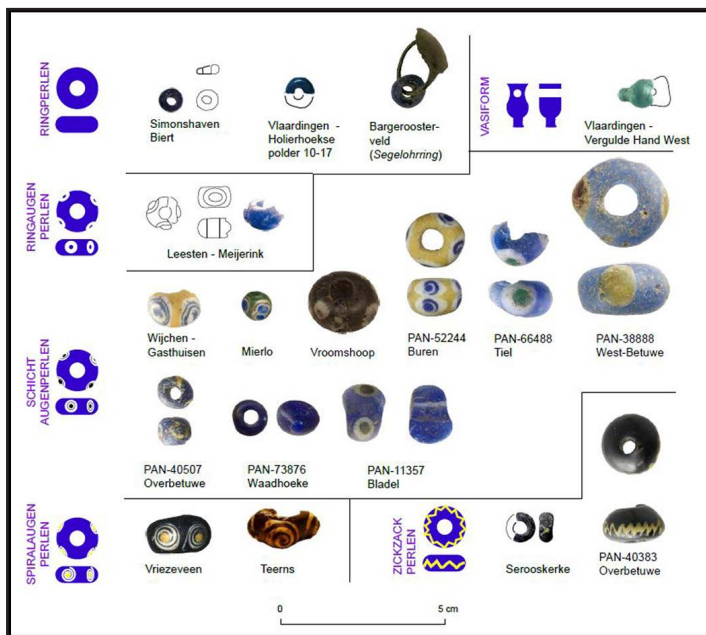 RINGPERLEN
Simonshaven
Biert
Vlaardingen -
Holierhoekse
polder 10-17
Bargerooster-
veld
(Segelohrring)
VASIFORM
Vlaardingen -
Vergulde Hand West
RINGAUGEN
PERLEN
Leesten - Meijerink
SCHICHT
AUGENPERLEN
Wijchen -
Gasthuisen
Mierlo
Vroomshoop
PAN-52244
Buren
PAN-66488
Tiel
PAN-38888
West-Betuwe
PAN-40507
Overbetuwe
PAN-73876
Waadhoeke
PAN-11357
Bladel
SPIRALAUGEN
PERLEN
Vriezeveen
Teerns
ZICKZACK
PERLEN
Serooskerke
PAN-40383
Overbetuwe
0
5 cm